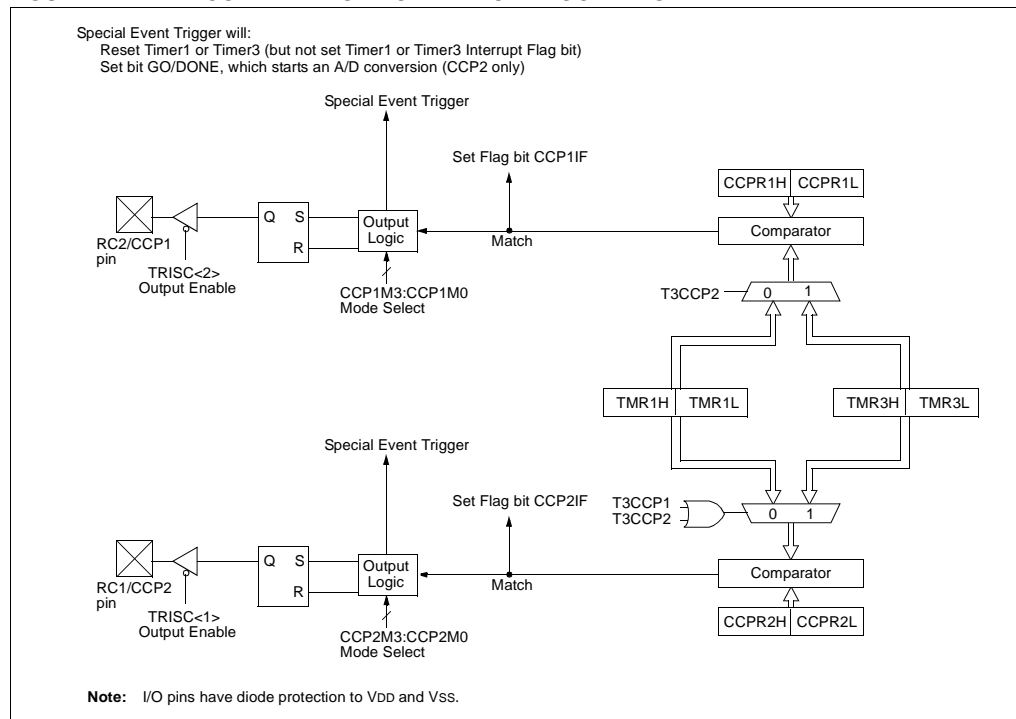 Special Event Trigger will:
Reset Timer1 or Timer3 (but not set Timer1 or Timer3 Interrupt Flag bit)
Set bit GO/DONE, which starts an A/D conversion (CCP2 only)
Special Event Trigger
Set Flag bit CCP1IF
CCPR1H CCPR1L
Q S
R
Output
Logic
Comparator
Match
RC2/CCP1
pin
TRISC<2>
Output Enable
CCP1M3:CCP1M0
Mode Select
T3CCP2
0 1
TMR1H TMR1L
TMR3H TMR3L
Special Event Trigger
Set Flag bit CCP2IF
T3CCP1
T3CCP2
0 1
Q S
R
Output
Logic
Comparator
Match
RC1/CCP2
pin
TRISC<1>
Output Enable
CCP2M3:CCP2M0
Mode Select
CCPR2H CCPR2L
Note: I/O pins have diode protection to VDD and VSS.